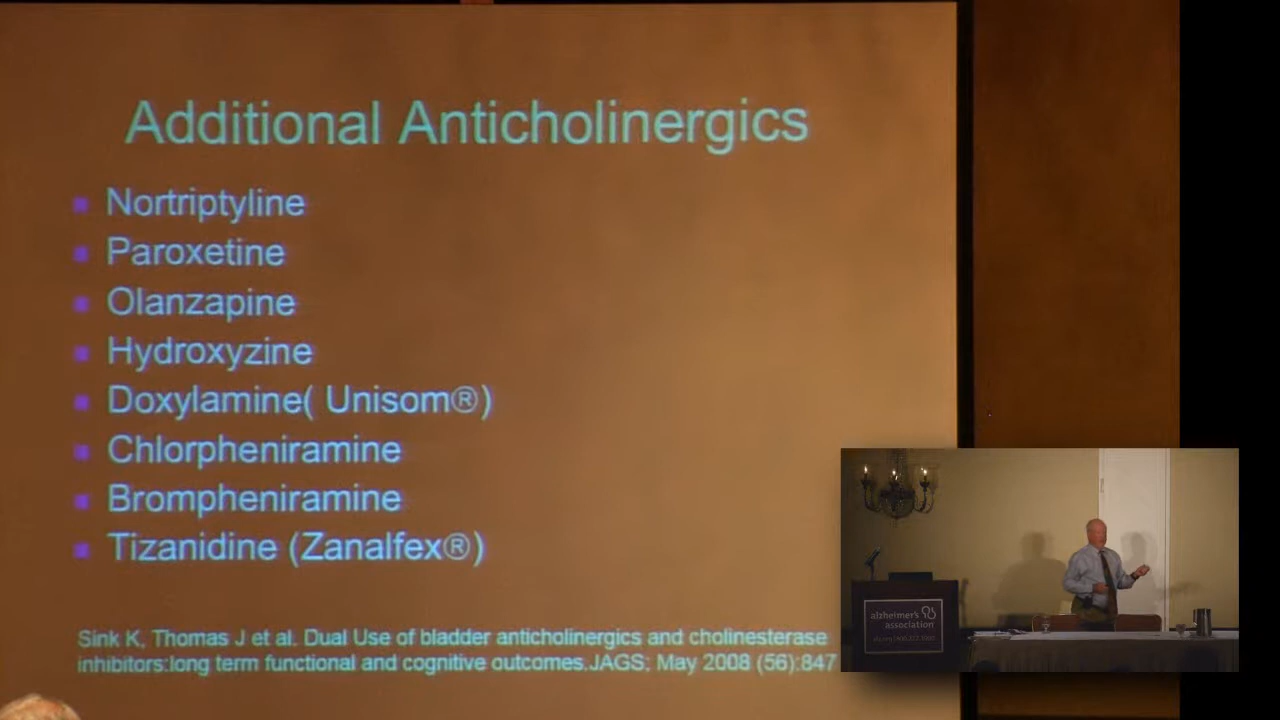 Additional Anticholinergics
Nortriptyline
Paroxetine
Olanzapine
Hydroxyzine
Doxylamine( Unisom®)
Chlorpheniramine
Brompheniramine
Tizanidine (Zanalfex®)
Sink K, Thomas J et al. Dual Use of bladder anticholinergics and cholinesterase
inhibitors:long term functional and cognitive outcomes.JAGS; May 2008 (56):847
alzheimer's
association